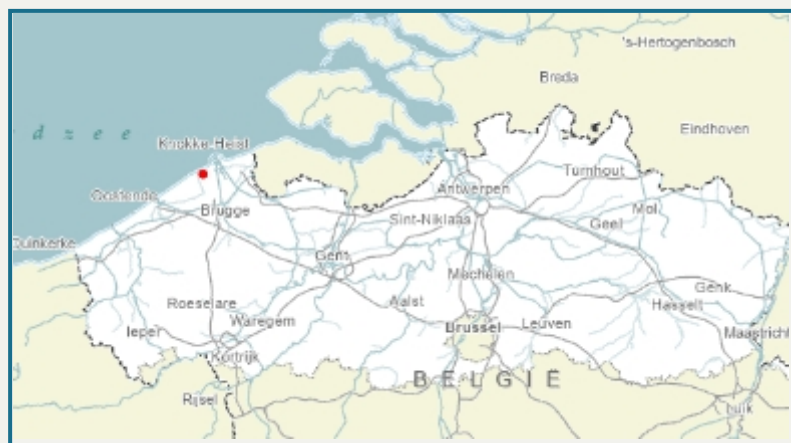 's-Hertogenbosch
Breda
d z e e
Eindhoven
Knokke-Heist
Turnhout
Oostende
Antwerpen
Brugge
Mol
Sint-Niklaas
Geel
Duinkerke
Gent
Mechelen
Genk
Roeselare
Aalst
Hasselt
Waregem
Brussel
Leuven
Ieper
Maastricht
Kortrijk
BELGIË
Rijsel
Luik